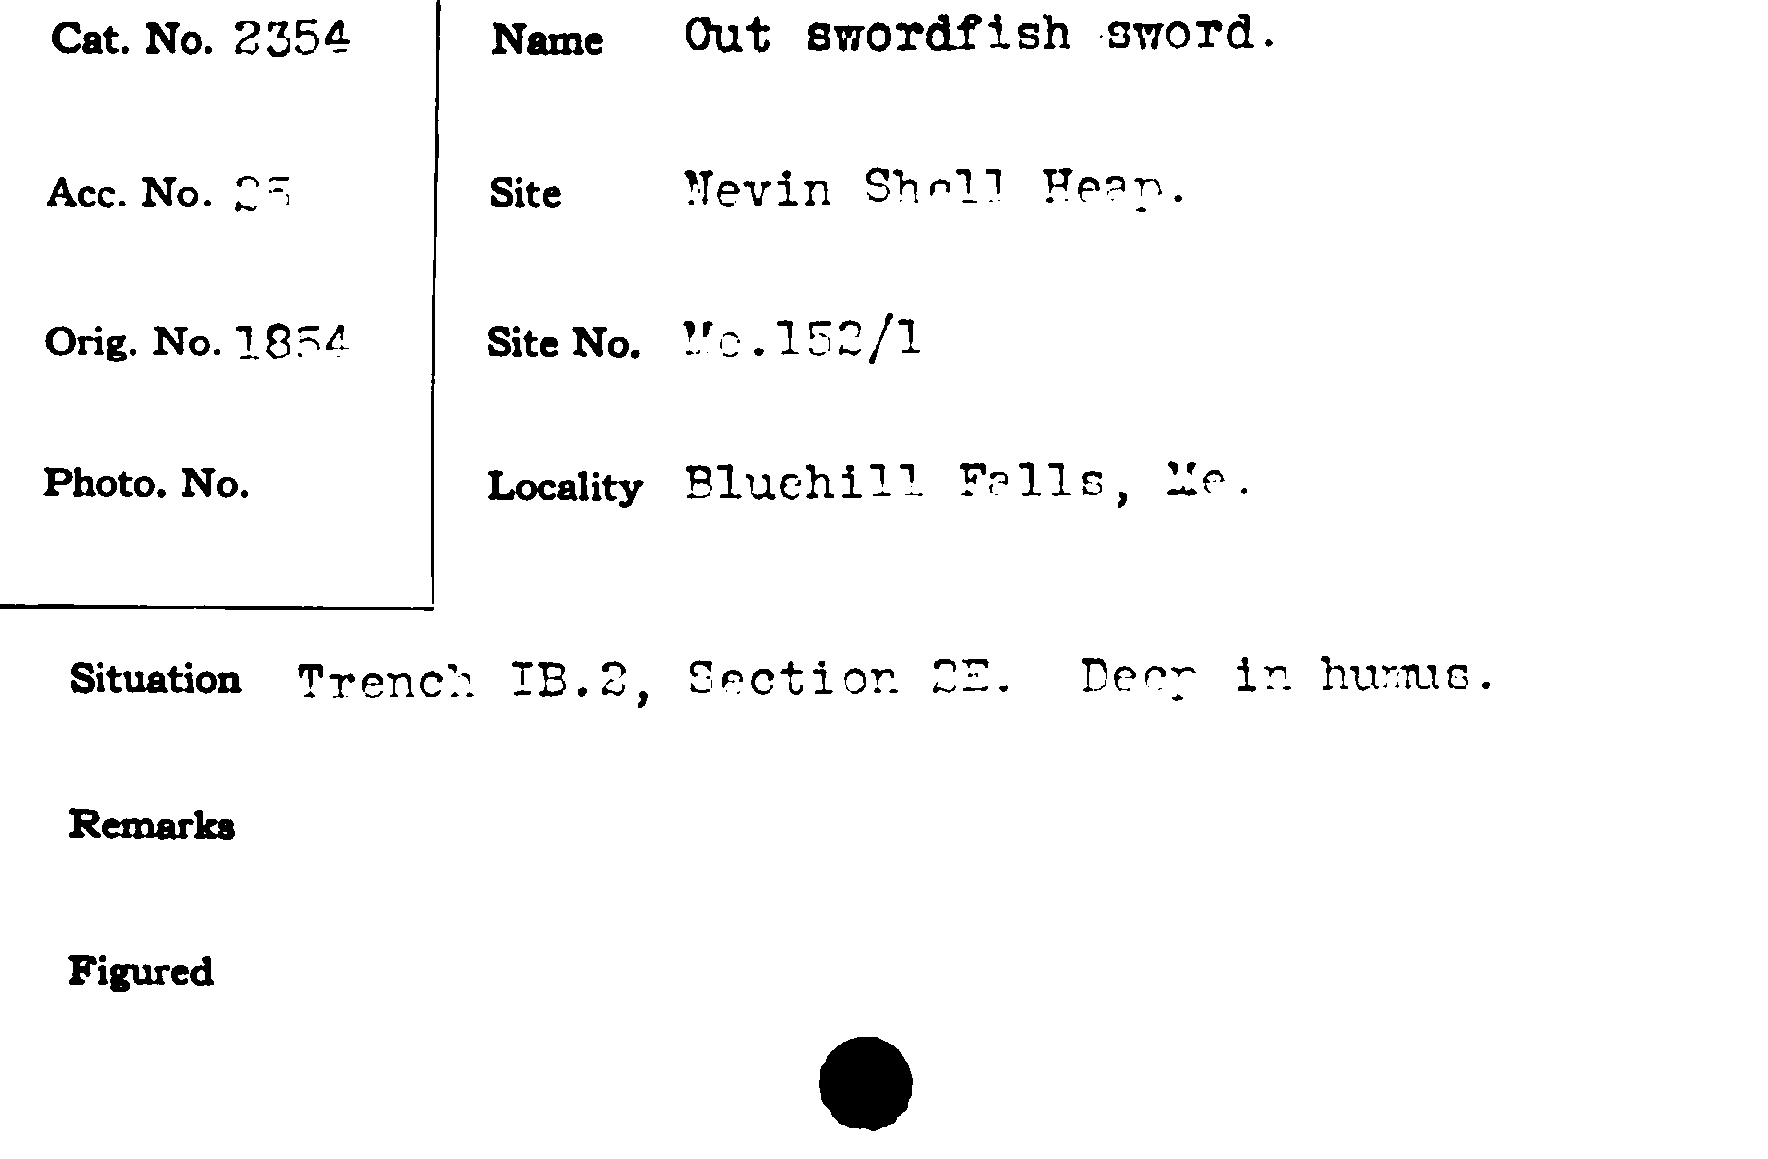 Cat. No. 2354 Name Cut swordfish sword.
Acc. No. 25 Site Nevin Shell Heap.
Orig. No. 1854 Site No. Me.152/1
Photo. No. Locality Bluehill Falls, Me.
Situation Trench IB.2, Section 2E. Deep in humus.
Remarks
Figured